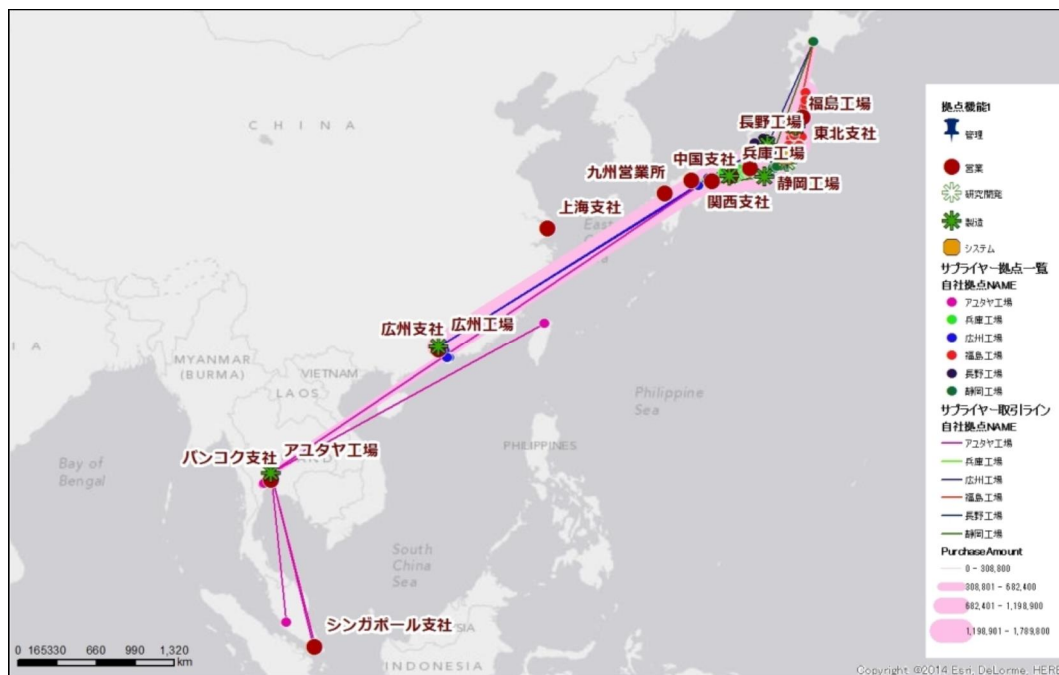 CHINA
福島工場
長野工場
東北支社
兵庫工場
中国支社
九州営業所
静岡工場
関西支社
上海支社
East
広州支社
広州工場
MYANMAR
(BURMA)
VIETNAM
LAOS
Philippine
Sea
PHILIPPINES
Bay of
Bengal
バンコク支社
アユタヤ工場
South
China
Sea
シンガポール支社
SIA
INDONESIA
0 165330 660 990 1,320
km
拠点機能1
管理
営業
研究開発
製造
システム
サプライヤー拠点一覧
自社拠点NAME
アユタヤ工場
兵庫工場
広州工場
福島工場
長野工場
静岡工場
サプライヤー取引ライン
自社拠点NAME
アユタヤ工場
兵庫工場
広州工場
福島工場
長野工場
静岡工場
PurchaseAmount
0 - 308,800
308,801 - 682,400
682,401 - 1,198,900
1,198,901 - 1,789,800
Copyright ©2014 Esri, DeLorme, HERE